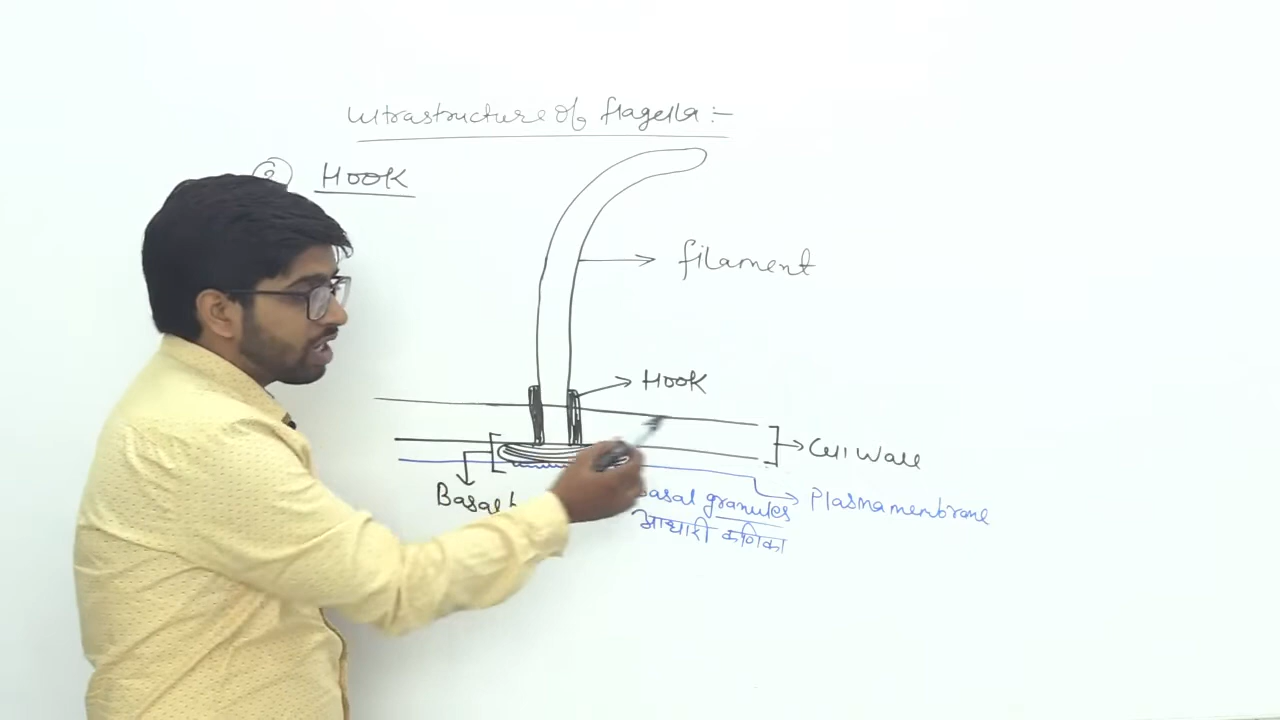 Ultrastructure of flagella :-
② HOOK
filament
HOOK
Cell wall
Basal
Plasmamembrane
basal granules
आधारी कणिका